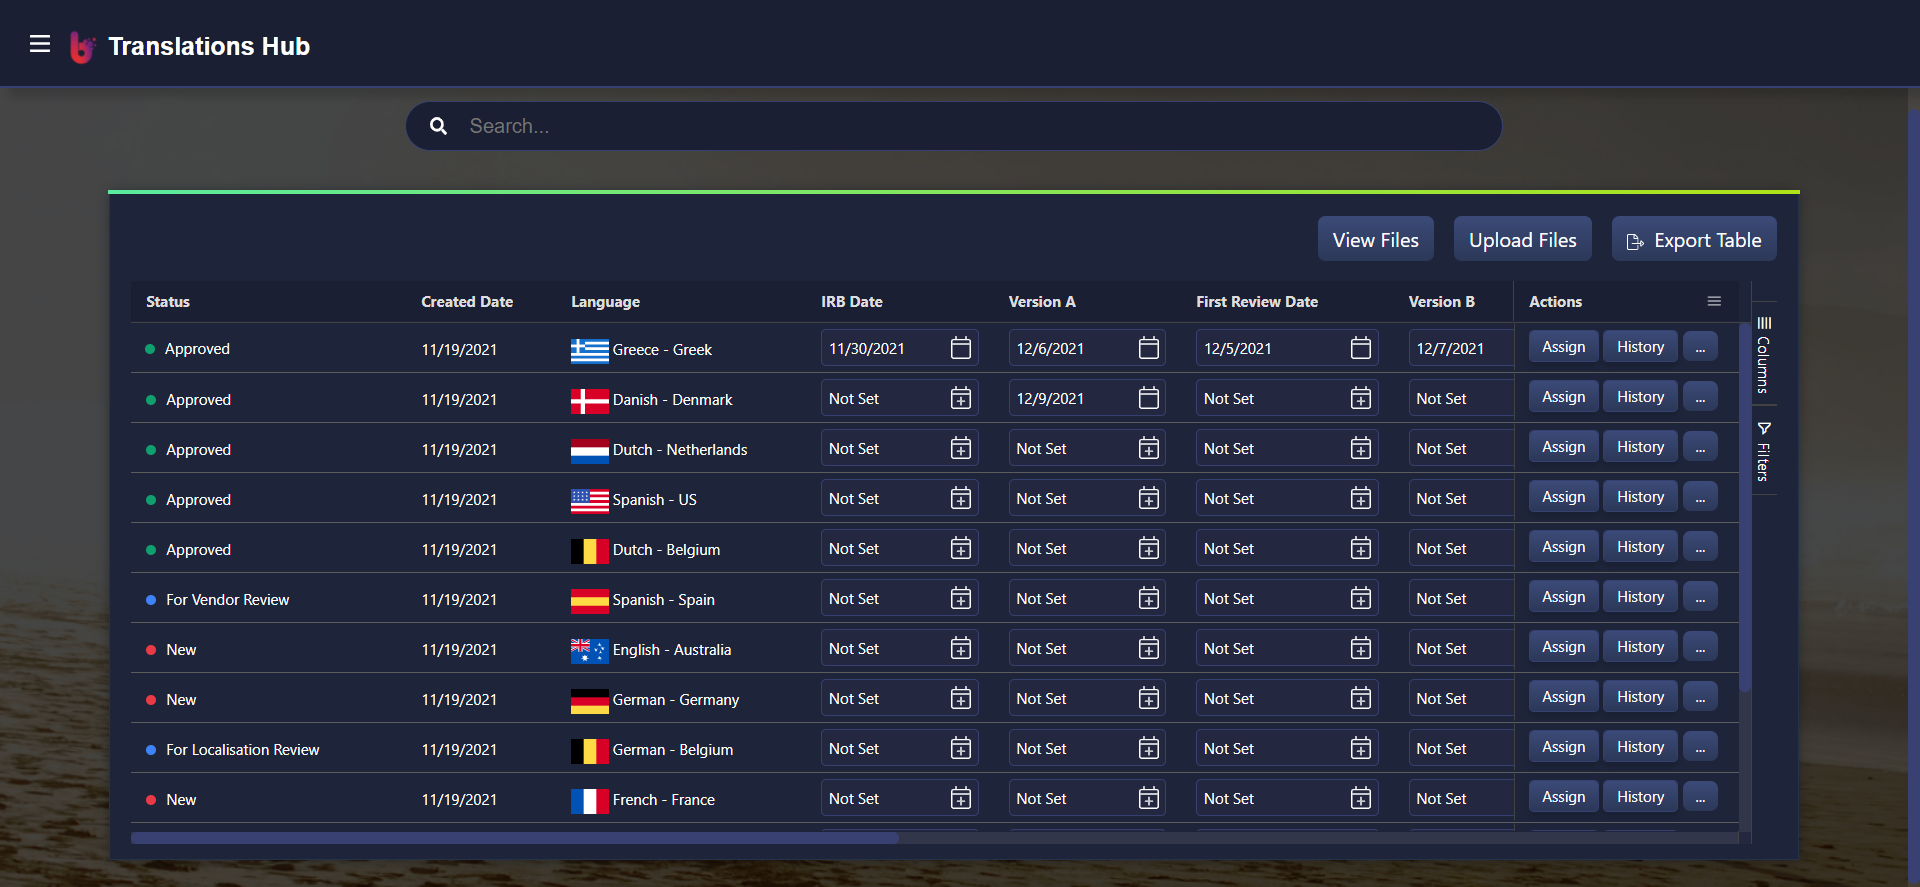 Translations Hub
Search...
View Files Upload Files Export Table
Status Created Date Language IRB Date Version A First Review Date Version B Actions
Approved 11/19/2021 Greece - Greek 11/30/2021 12/6/2021 12/5/2021 12/7/2021 Assign History ...
Approved 11/19/2021 Danish - Denmark Not Set 12/9/2021 Not Set Not Set Assign History ...
Approved 11/19/2021 Dutch - Netherlands Not Set Not Set Not Set Not Set Assign History ...
Approved 11/19/2021 Spanish - US Not Set Not Set Not Set Not Set Assign History ...
Approved 11/19/2021 Dutch - Belgium Not Set Not Set Not Set Not Set Assign History ...
For Vendor Review 11/19/2021 Spanish - Spain Not Set Not Set Not Set Not Set Assign History ...
New 11/19/2021 English - Australia Not Set Not Set Not Set Not Set Assign History ...
New 11/19/2021 German - Germany Not Set Not Set Not Set Not Set Assign History ...
For Localisation Review 11/19/2021 German - Belgium Not Set Not Set Not Set Not Set Assign History ...
New 11/19/2021 French - France Not Set Not Set Not Set Not Set Assign History ...
Columns
Filters